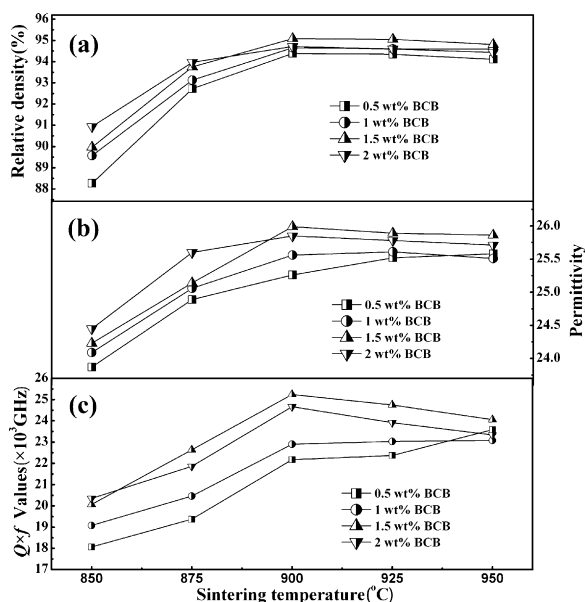 (a)
96
95
94
93
92
91
90
89
88
Relative density(%)
0.5 wt% BCB
1 wt% BCB
1.5 wt% BCB
2 wt% BCB
(b)
26.0
25.5
25.0
24.5
24.0
Permittivity
0.5 wt% BCB
1 wt% BCB
1.5 wt% BCB
2 wt% BCB
(c)
26
25
24
23
22
21
20
19
18
17
Q×f Values(×10³GHz)
0.5 wt% BCB
1 wt% BCB
1.5 wt% BCB
2 wt% BCB
850 875 900 925 950
Sintering temperature(°C)